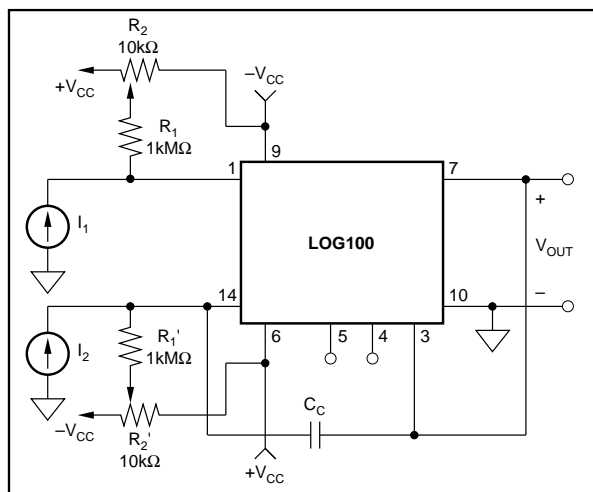 R2
10kΩ
+VCC
−VCC
R1
1kMΩ
9
1
7
I1
+
LOG100
VOUT
14
10
−
I2
R1'
1kMΩ
6
5
4
3
−VCC
R2'
10kΩ
CC
+VCC